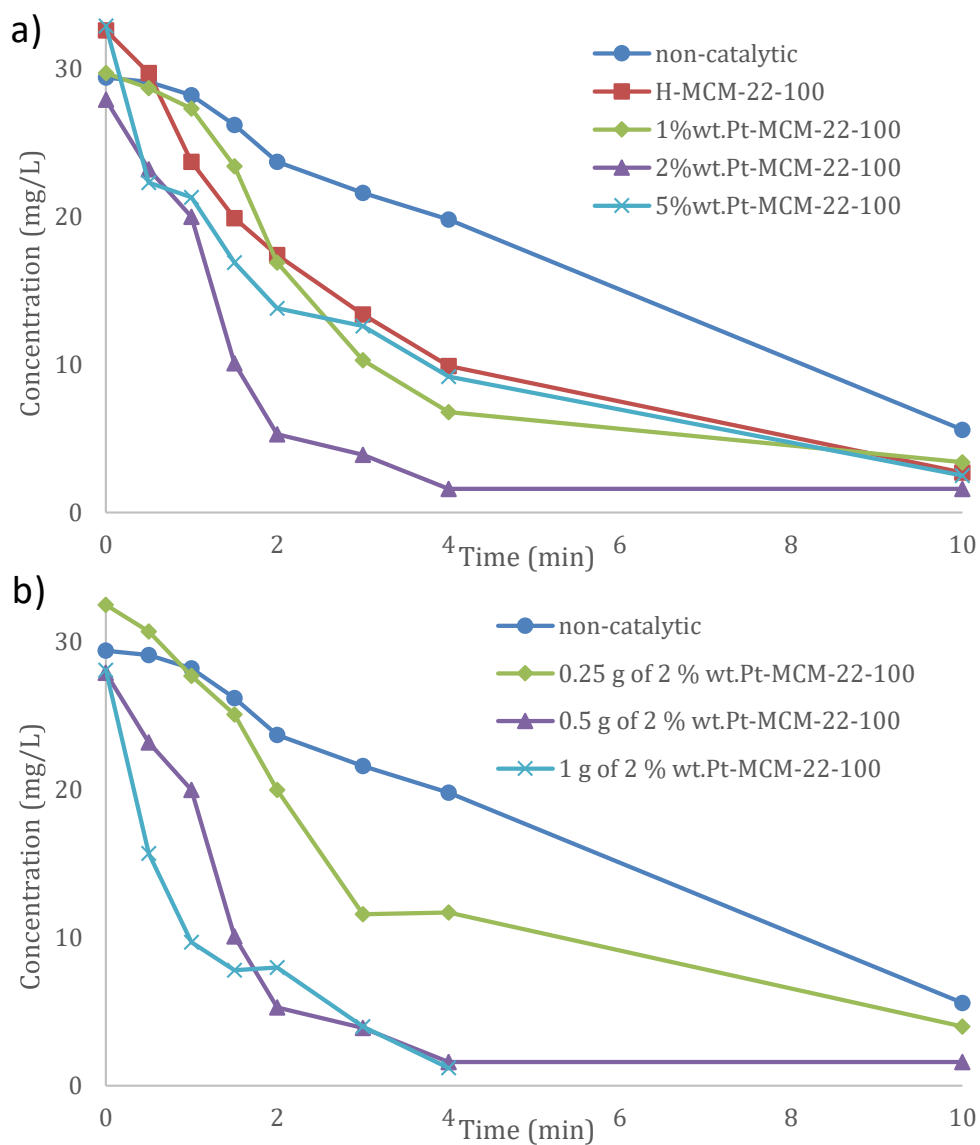 a)
non-catalytic
H-MCM-22-100
1%wt.Pt-MCM-22-100
2%wt.Pt-MCM-22-100
5%wt.Pt-MCM-22-100
Concentration (mg/L)
30
20
10
0
0 2 4 6 8 10
Time (min)
b)
non-catalytic
0.25 g of 2 % wt.Pt-MCM-22-100
0.5 g of 2 % wt.Pt-MCM-22-100
1 g of 2 % wt.Pt-MCM-22-100
Concentration (mg/L)
30
20
10
0
0 2 4 6 8 10
Time (min)